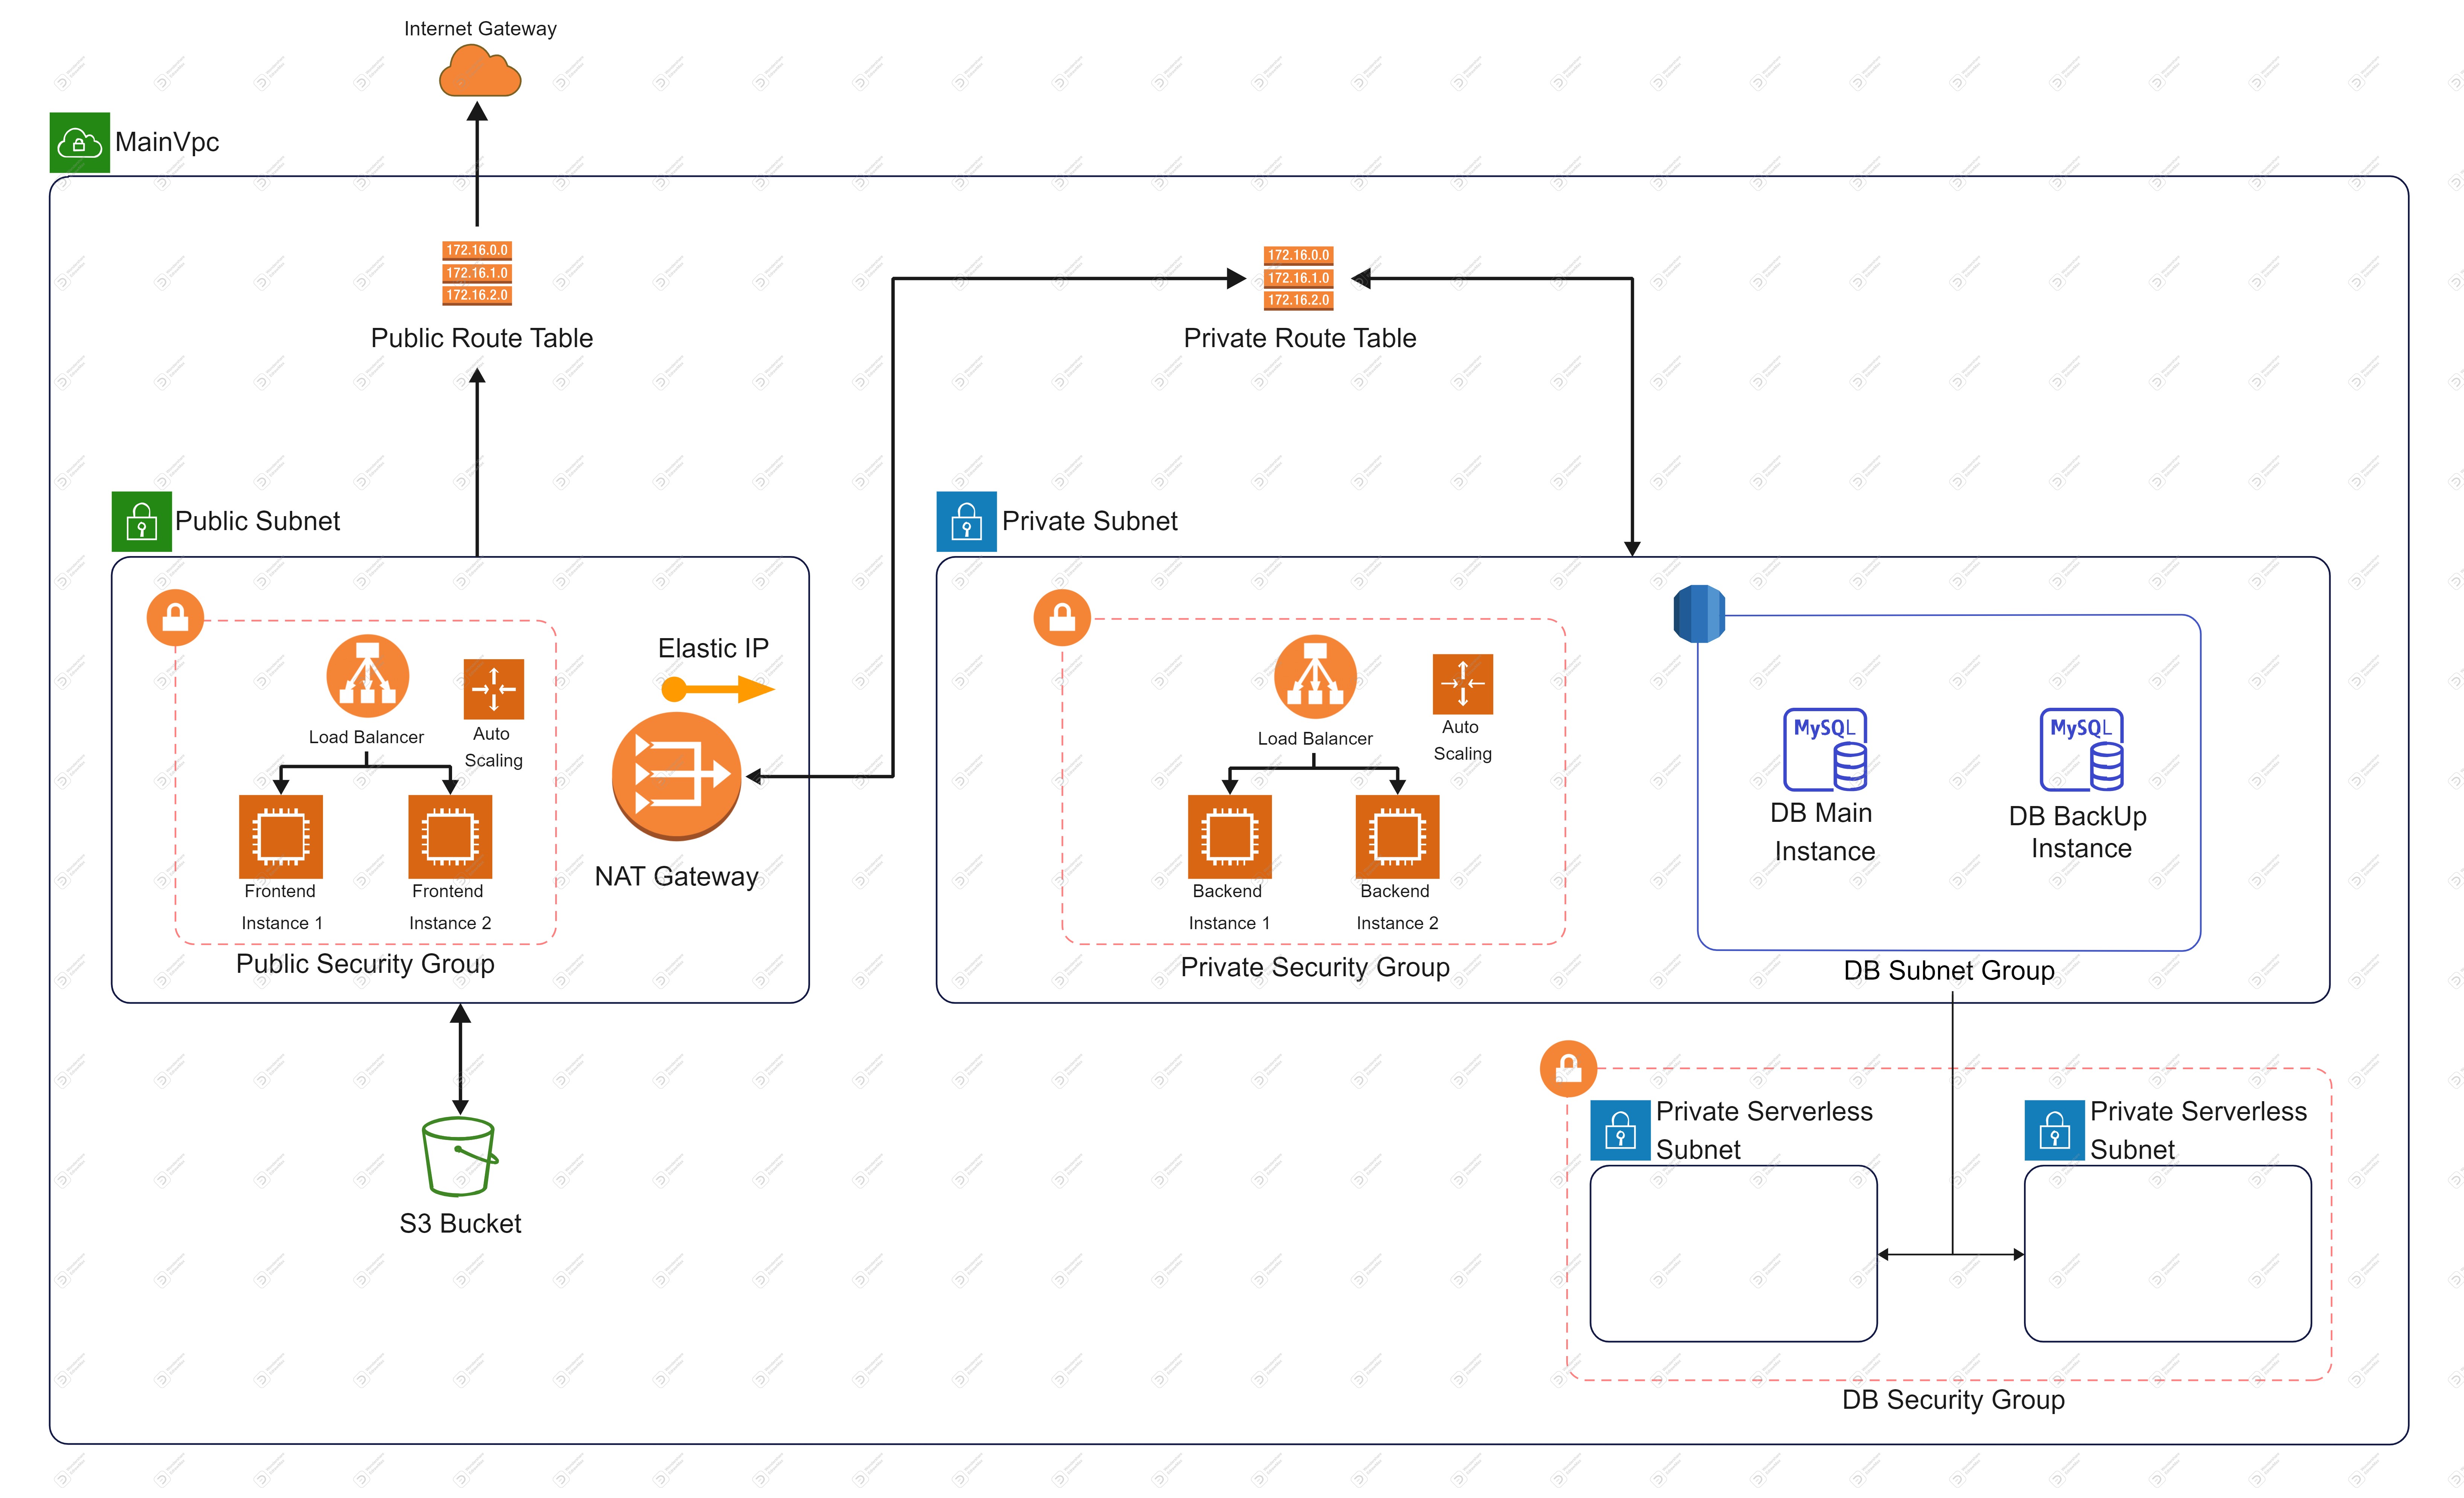 Internet Gateway
MainVpc
172.16.0.0
172.16.1.0
172.16.2.0
Public Route Table
172.16.0.0
172.16.1.0
172.16.2.0
Private Route Table
Public Subnet
Load Balancer
Auto
Scaling
Frontend
Instance 1
Frontend
Instance 2
Public Security Group
Elastic IP
NAT Gateway
Private Subnet
Load Balancer
Auto
Scaling
Backend
Instance 1
Backend
Instance 2
Private Security Group
MySQL
DB Main
Instance
MySQL
DB BackUp
Instance
DB Subnet Group
S3 Bucket
Private Serverless
Subnet
Private Serverless
Subnet
DB Security Group